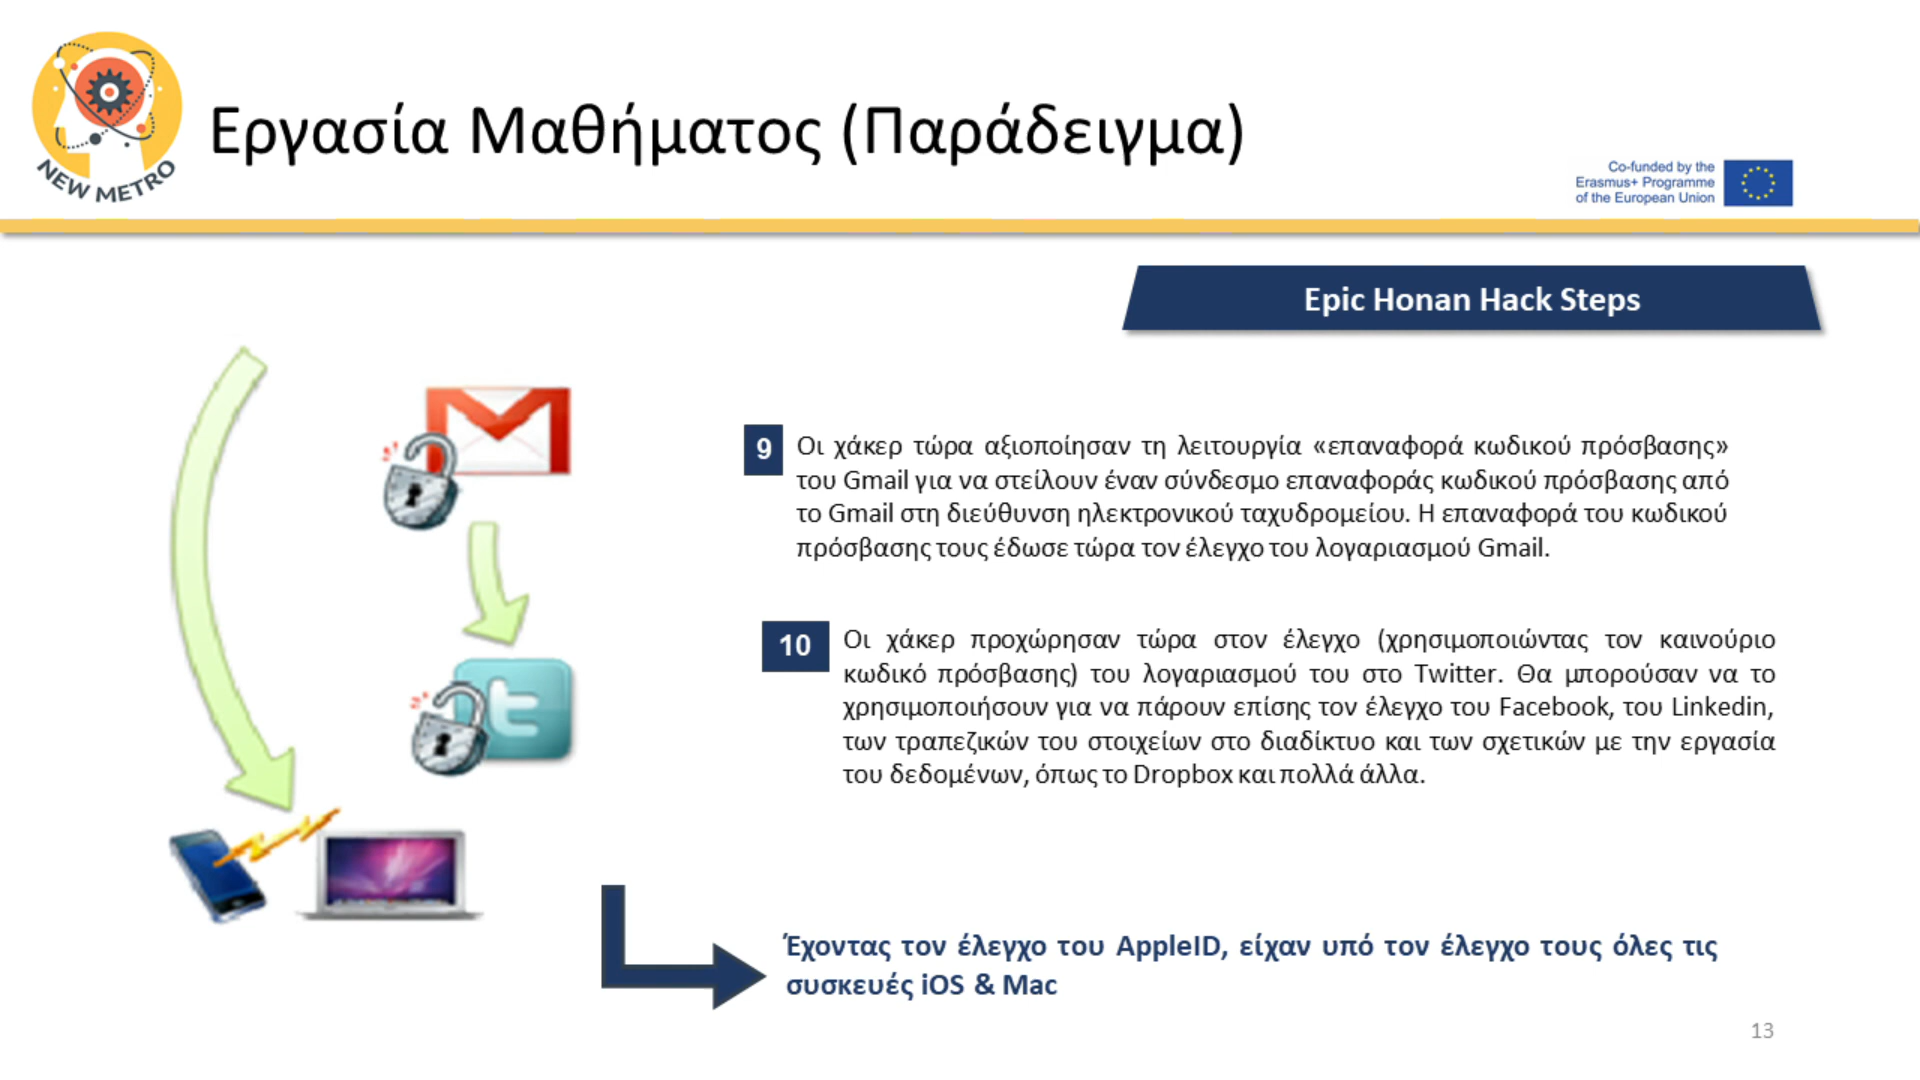 NEW METRO
Εργασία Μαθήματος (Παράδειγμα)
Co-funded by the
Erasmus+ Programme
of the European Union
Epic Honan Hack Steps
9
Οι χάκερ τώρα αξιοποίησαν τη λειτουργία «επαναφορά κωδικού πρόσβασης»
του Gmail για να στείλουν έναν σύνδεσμο επαναφοράς κωδικού πρόσβασης από
το Gmail στη διεύθυνση ηλεκτρονικού ταχυδρομείου. Η επαναφορά του κωδικού
πρόσβασης τους έδωσε τώρα τον έλεγχο του λογαριασμού Gmail.
10
Οι χάκερ προχώρησαν τώρα στον έλεγχο (χρησιμοποιώντας τον καινούριο
κωδικό πρόσβασης) του λογαριασμού του στο Twitter. Θα μπορούσαν να το
χρησιμοποιήσουν για να πάρουν επίσης τον έλεγχο του Facebook, του Linkedin,
των τραπεζικών του στοιχείων στο διαδίκτυο και των σχετικών με την εργασία
του δεδομένων, όπως το Dropbox και πολλά άλλα.
Έχοντας τον έλεγχο του AppleID, είχαν υπό τον έλεγχο τους όλες τις
συσκευές iOS & Mac
13